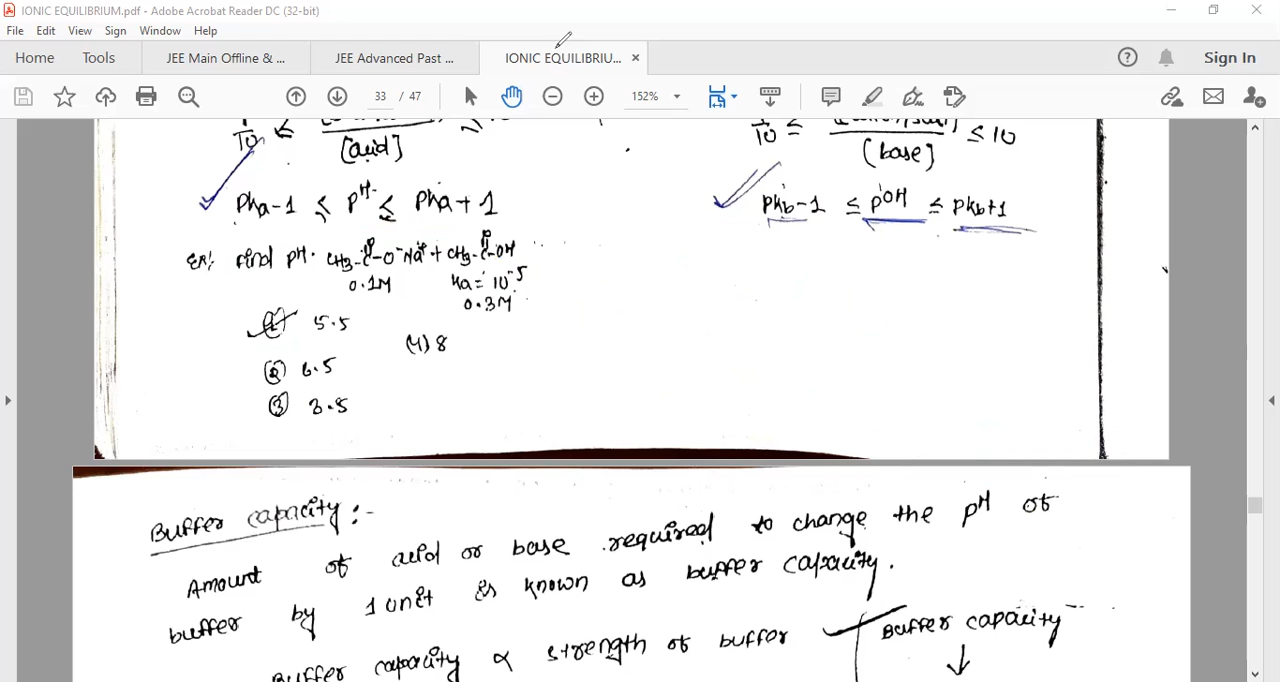 IONIC EQUILIBRIUM.pdf - Adobe Acrobat Reader DC (32-bit)
File Edit View Sign Window Help
Home Tools JEE Main Offline & ... JEE Advanced Past ... IONIC EQUILIBRIU... ×
Sign In
33 / 47 152%
10 ≤ [acid]
1/10 ≤ [base] ≤ 10
Pka-1 ≤ pH ≤ Pka+1
Pkb-1 ≤ pOH ≤ Pkb+1
Ex: Find pH. CH3-C-O⁻Na⁺ + CH3-C-OH
O O
0.1M Ka = 10⁻⁵
0.3M
(1) 5.5
(4) 8
(2) 6.5
(3) 3.5
Buffer capacity :-
Amount of acid or base required to change the pH of
buffer by 1 unit is known as buffer capacity.
Buffer capacity ∝ strength of buffer
Buffer capacity
↓